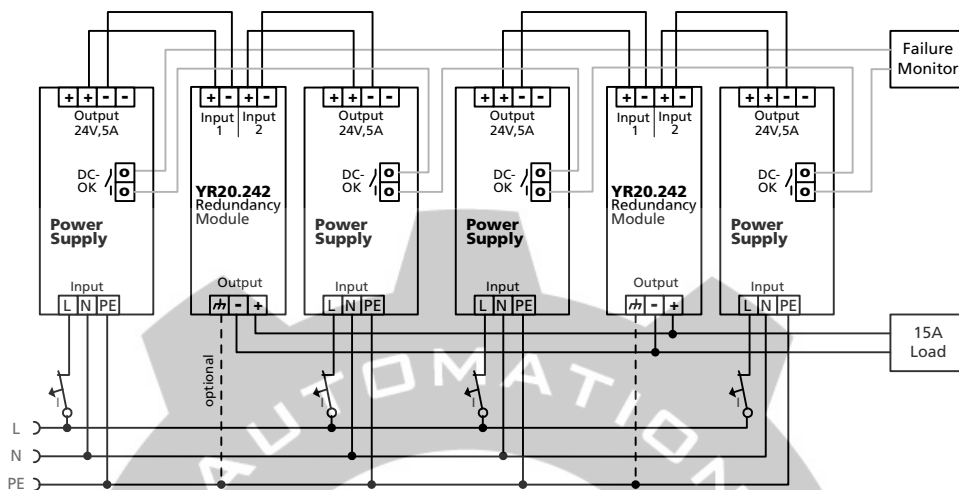 Failure
Monitor
+ + - -
Output
24V,5A
DC-
OK
Power
Supply
Input
L N PE
+ - + -
Input
1
Input
2
YR20.242
Redundancy
Module
Output
- +
optional
+ + - -
Output
24V,5A
DC-
OK
Power
Supply
Input
L N PE
+ + - -
Output
24V,5A
DC-
OK
Power
Supply
Input
L N PE
+ - + -
Input
1
Input
2
YR20.242
Redundancy
Module
Output
- +
+ + - -
Output
24V,5A
DC-
OK
Power
Supply
Input
L N PE
15A
Load
I
I
I
I
L
N
PE
AUTOMATION